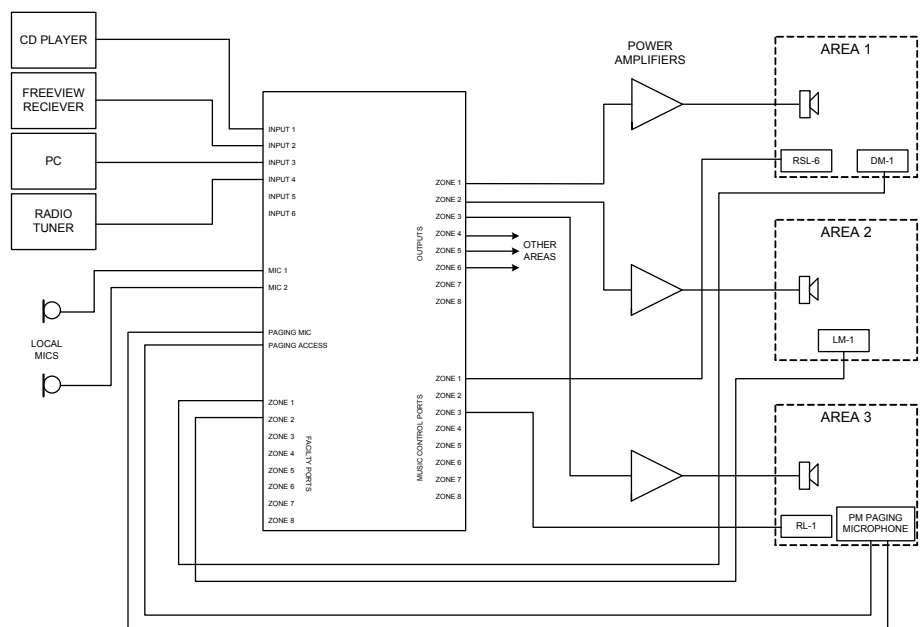 CD PLAYER
FREEVIEW
RECIEVER
PC
RADIO
TUNER
LOCAL
MICS
INPUT 1
INPUT 2
INPUT 3
INPUT 4
INPUT 5
INPUT 6
MIC 1
MIC 2
PAGING MIC
PAGING ACCESS
ZONE 1
ZONE 2
ZONE 3
ZONE 4
ZONE 5
ZONE 6
ZONE 7
ZONE 8
FACILTY PORTS
OUTPUTS
ZONE 1
ZONE 2
ZONE 3
ZONE 4
ZONE 5
ZONE 6
ZONE 7
ZONE 8
MUSIC CONTROL PORTS
ZONE 1
ZONE 2
ZONE 3
ZONE 4
ZONE 5
ZONE 6
ZONE 7
ZONE 8
OTHER
AREAS
POWER
AMPLIFIERS
AREA 1
RSL-6
DM-1
AREA 2
LM-1
AREA 3
RL-1
PM PAGING
MICROPHONE